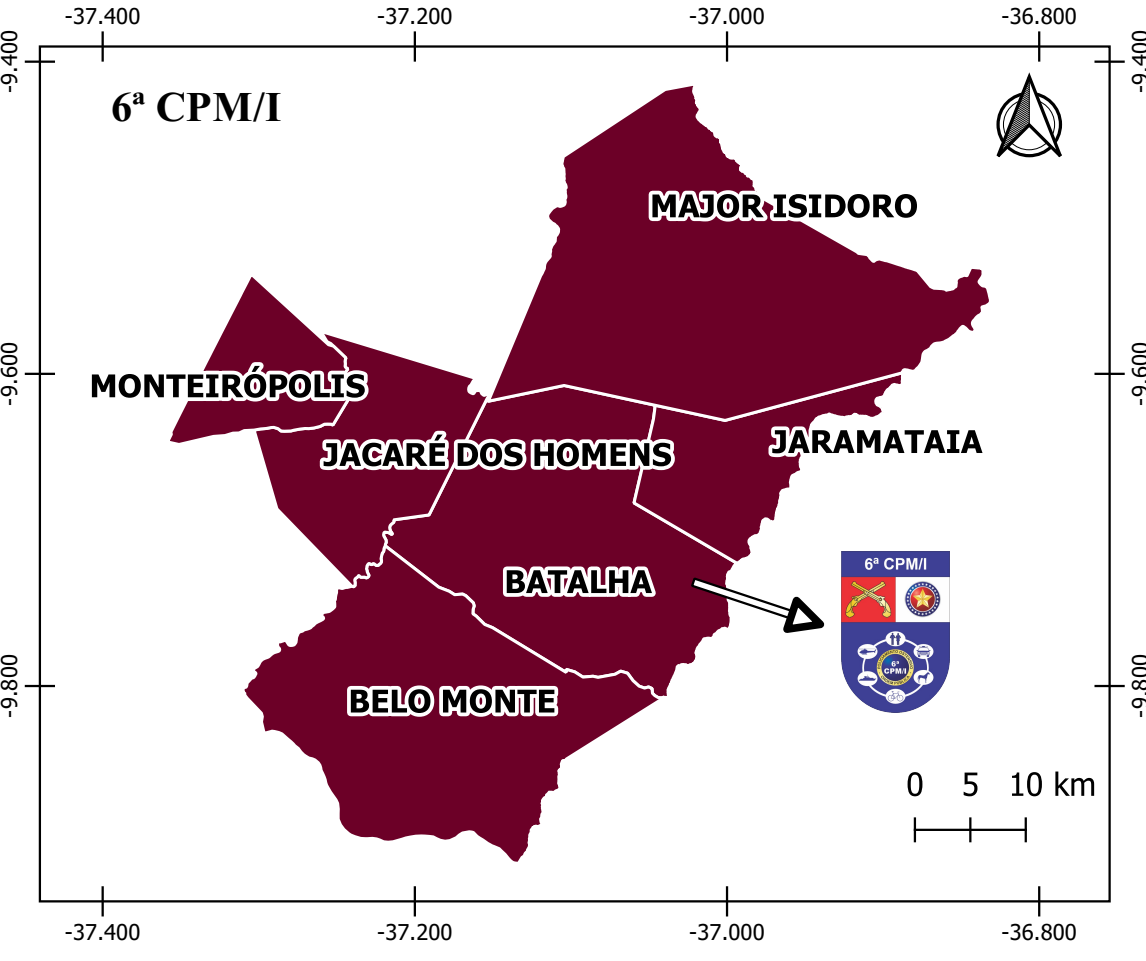 -37.400 -37.200 -37.000 -36.800
-9.400 -9.400
6ª CPM/I
MAJOR ISIDORO
-9.600 -9.600
MONTEIRÓPOLIS
JARAMATAIA
JACARÉ DOS HOMENS
6ª CPM/I
BATALHA
6ª
CPM/I
-9.800 -9.800
BELO MONTE
0 5 10 km
-37.400 -37.200 -37.000 -36.800